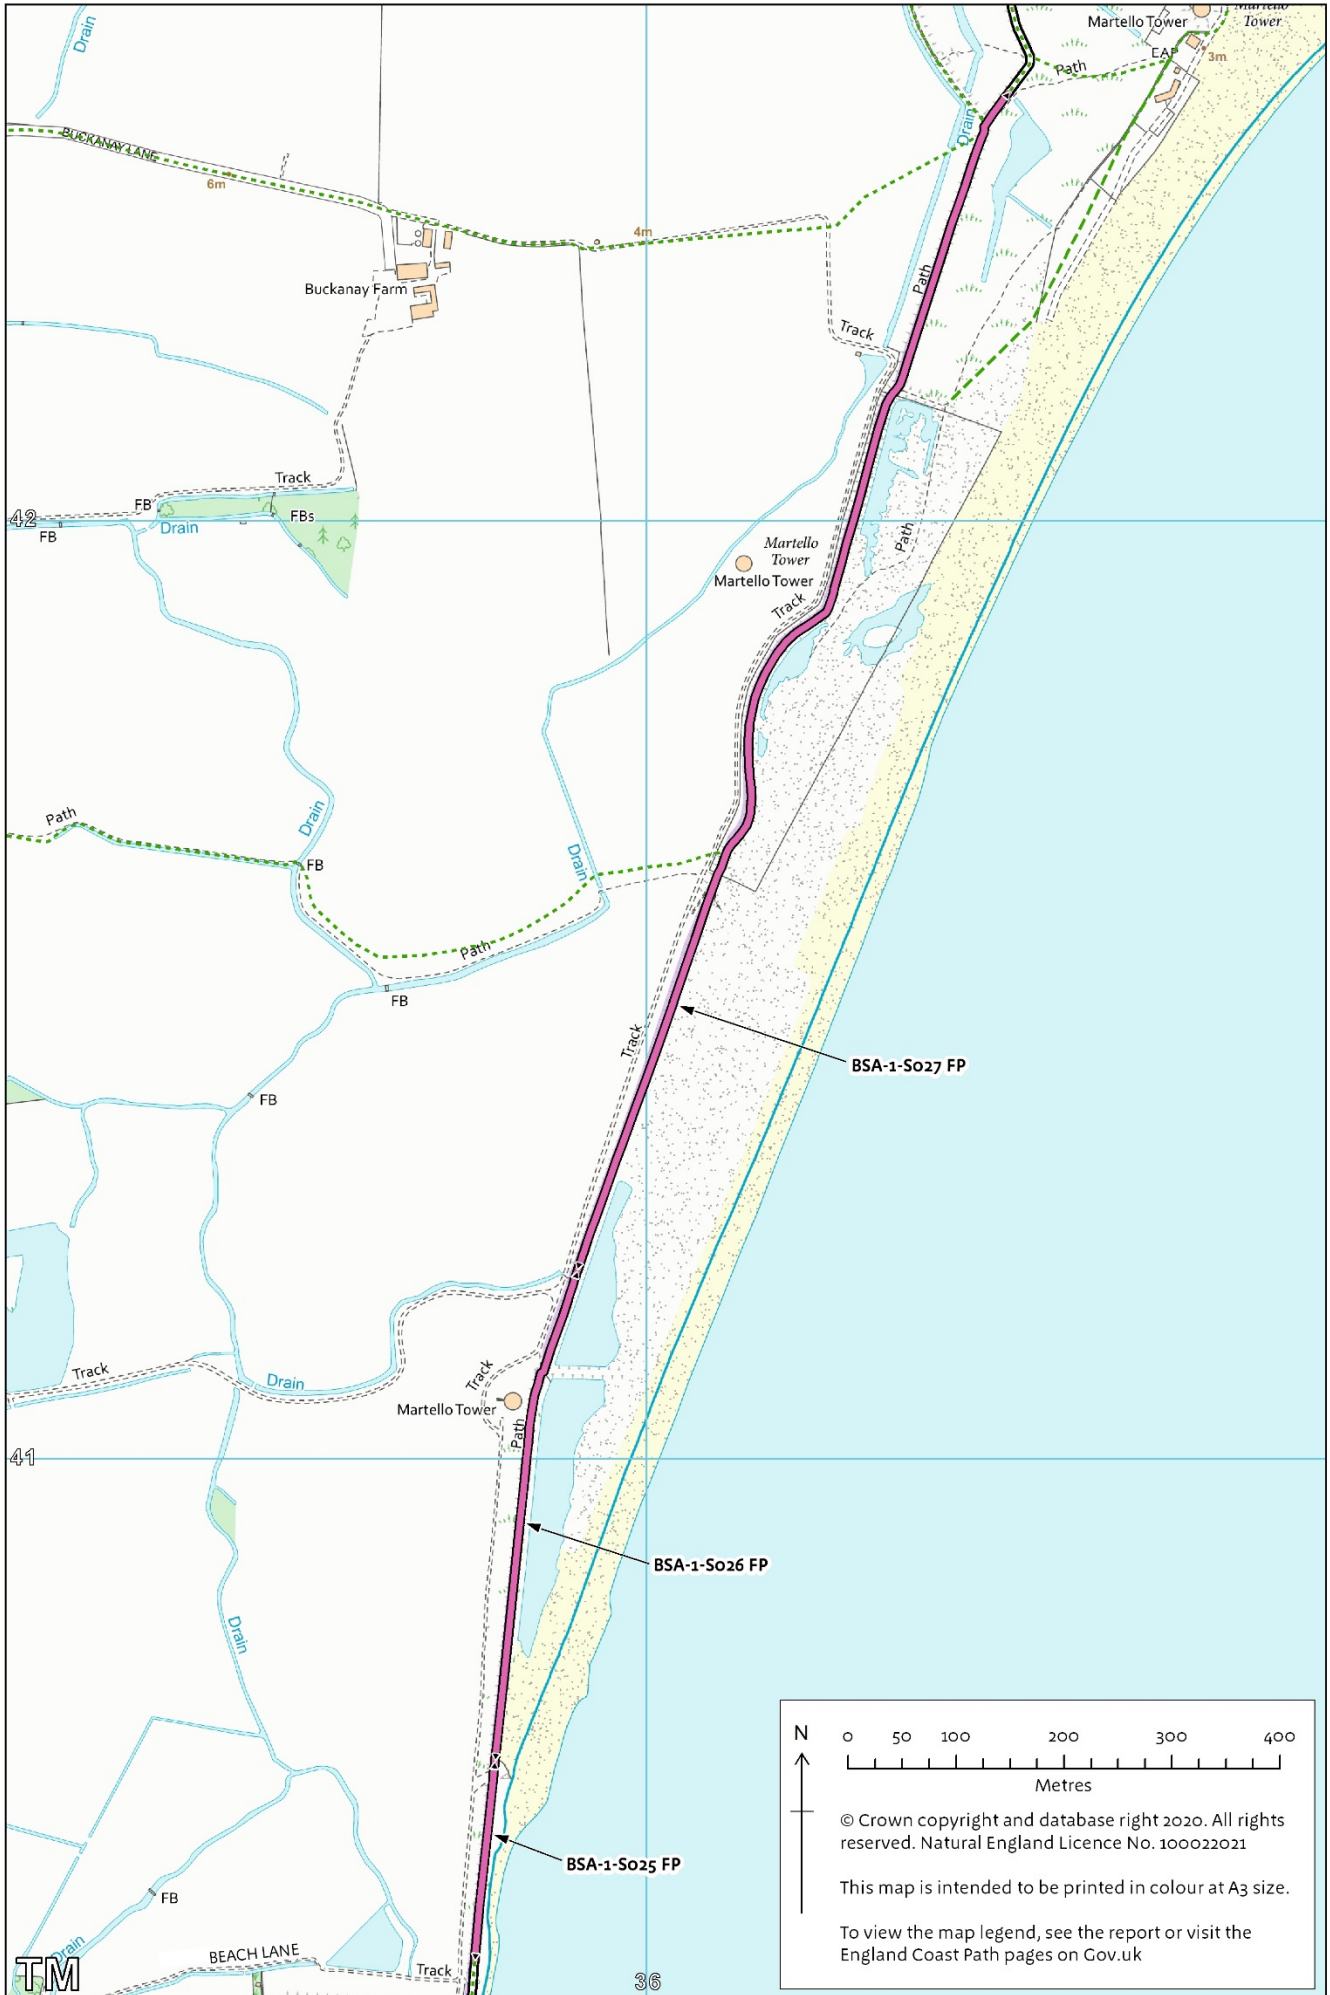 Drain
Martello Tower
Martello
Tower
EAP
3m
Path
Drain
BUCKANAY LANE
6m
4m
Buckanay Farm
Path
Track
Track
FB
FBs
42
FB
Drain
Path
Martello
Tower
Martello Tower
Track
Path
Drain
FB
Drain
Path
FB
Track
BSA-1-S027 FP
FB
Track
Drain
Track
Martello Tower
Path
41
BSA-1-S026 FP
Drain
BSA-1-S025 FP
FB
Drain
BEACH LANE
Track
TM
36
N
0 50 100 200 300 400
Metres
© Crown copyright and database right 2020. All rights
reserved. Natural England Licence No. 100022021
This map is intended to be printed in colour at A3 size.
To view the map legend, see the report or visit the
England Coast Path pages on Gov.uk